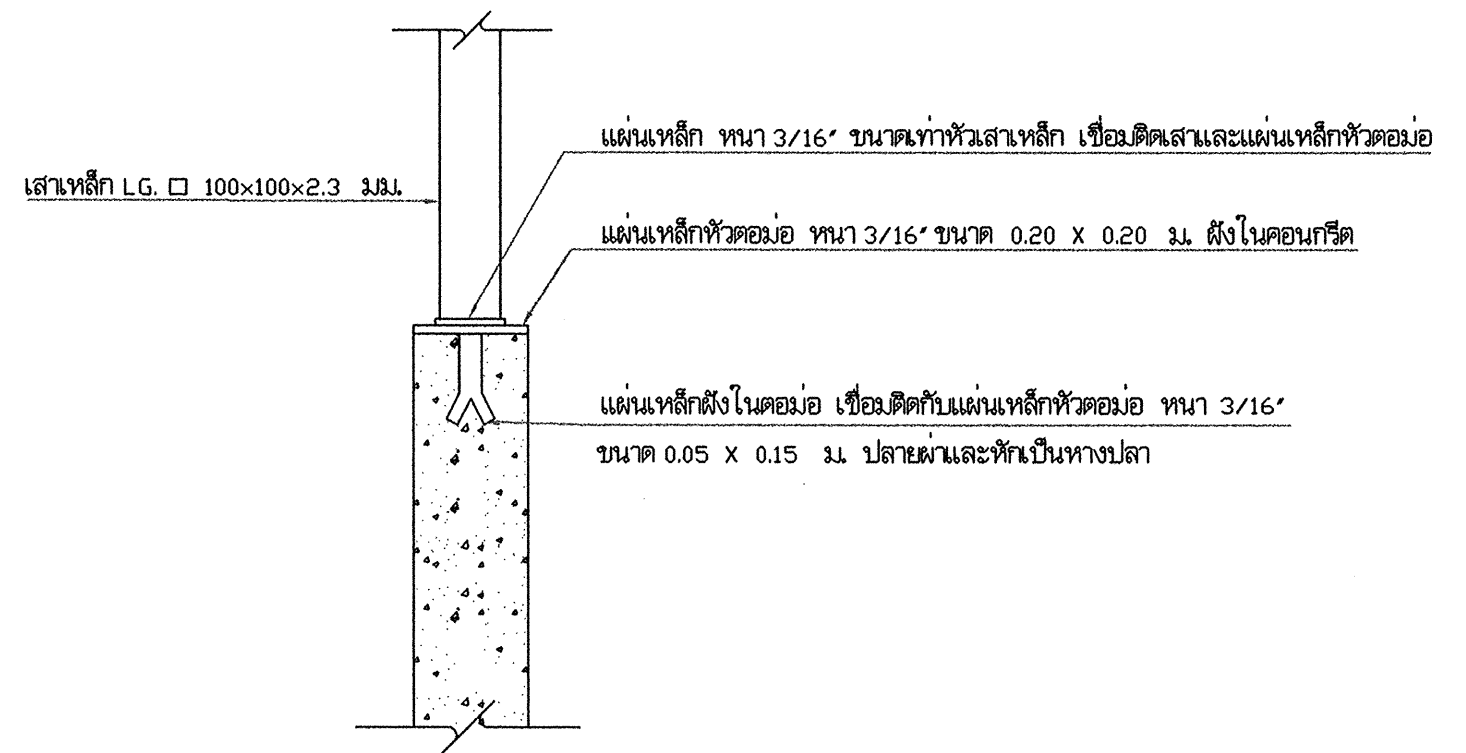 แผ่นเหล็ก หนา 3/16" ขนาดเท่าหัวเสาเหล็ก เชื่อมติดเสาและแผ่นเหล็กหัวตอม่อ
เสาเหล็ก LG. □ 100x100x2.3 มม.
แผ่นเหล็กหัวตอม่อ หนา 3/16" ขนาด 0.20 X 0.20 ม. ฝังในคอนกรีต
แผ่นเหล็กฝังในตอม่อ เชื่อมติดกับแผ่นเหล็กหัวตอม่อ หนา 3/16"
ขนาด 0.05 X 0.15 ม. ปลายผ่าและหักเป็นหางปลา